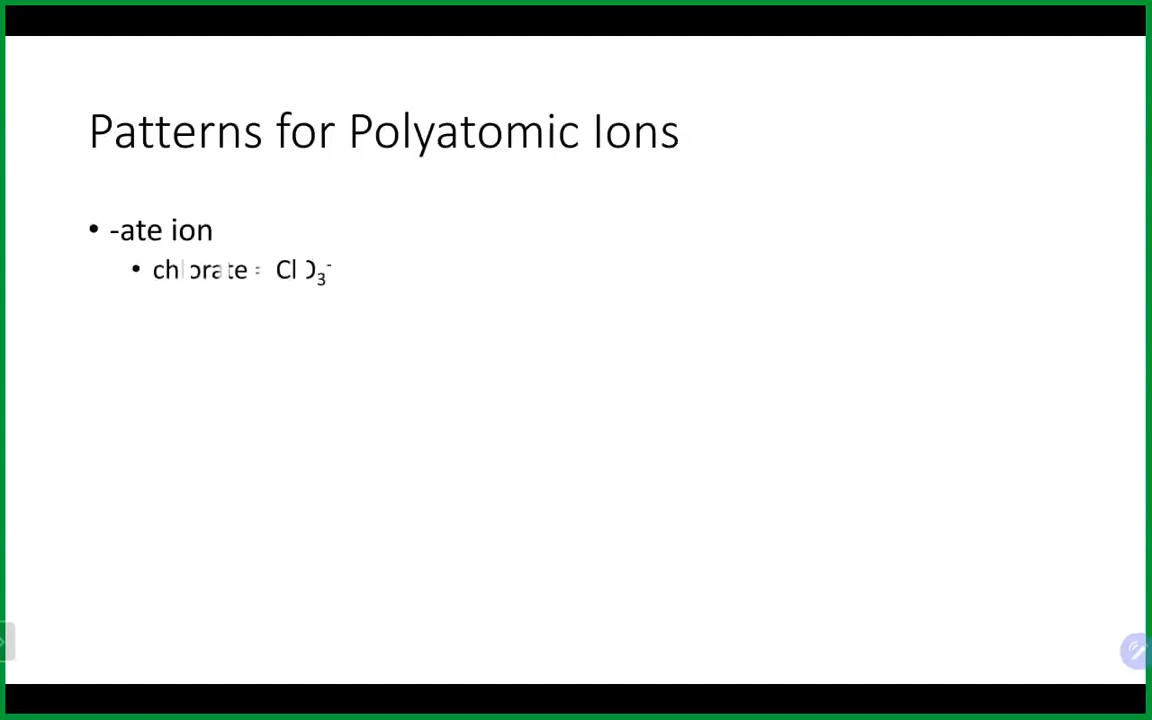 Patterns for Polyatomic Ions
• -ate ion
• chlorate = ClO₃⁻